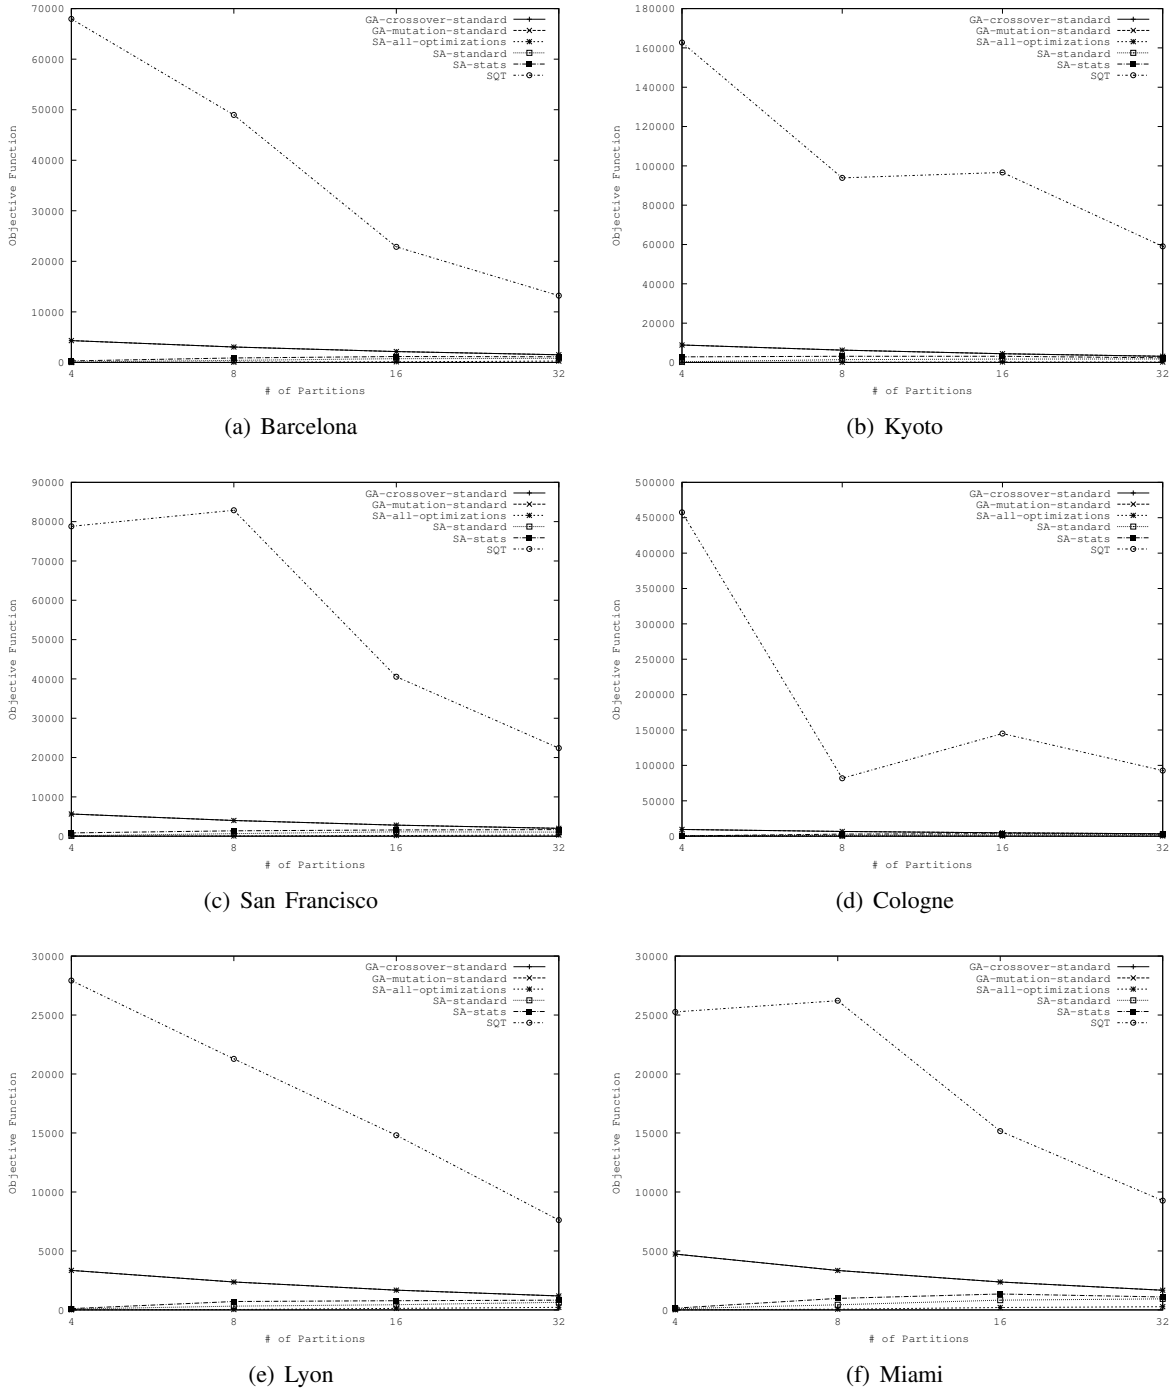 70000
60000
50000
40000
30000
20000
10000
0
Objective Function
GA-crossover-standard
GA-mutation-standard
SA-all-optimizations
SA-standard
SA-stats
SQT
4 8 16 32
# of Partitions
(a) Barcelona
180000
160000
140000
120000
100000
80000
60000
40000
20000
0
Objective Function
GA-crossover-standard
GA-mutation-standard
SA-all-optimizations
SA-standard
SA-stats
SQT
4 8 16 32
# of Partitions
(b) Kyoto
90000
80000
70000
60000
50000
40000
30000
20000
10000
0
Objective Function
GA-crossover-standard
GA-mutation-standard
SA-all-optimizations
SA-standard
SA-stats
SQT
4 8 16 32
# of Partitions
(c) San Francisco
500000
450000
400000
350000
300000
250000
200000
150000
100000
50000
0
Objective Function
GA-crossover-standard
GA-mutation-standard
SA-all-optimizations
SA-standard
SA-stats
SQT
4 8 16 32
# of Partitions
(d) Cologne
30000
25000
20000
15000
10000
5000
0
Objective Function
GA-crossover-standard
GA-mutation-standard
SA-all-optimizations
SA-standard
SA-stats
SQT
4 8 16 32
# of Partitions
(e) Lyon
30000
25000
20000
15000
10000
5000
0
Objective Function
GA-crossover-standard
GA-mutation-standard
SA-all-optimizations
SA-standard
SA-stats
SQT
4 8 16 32
# of Partitions
(f) Miami